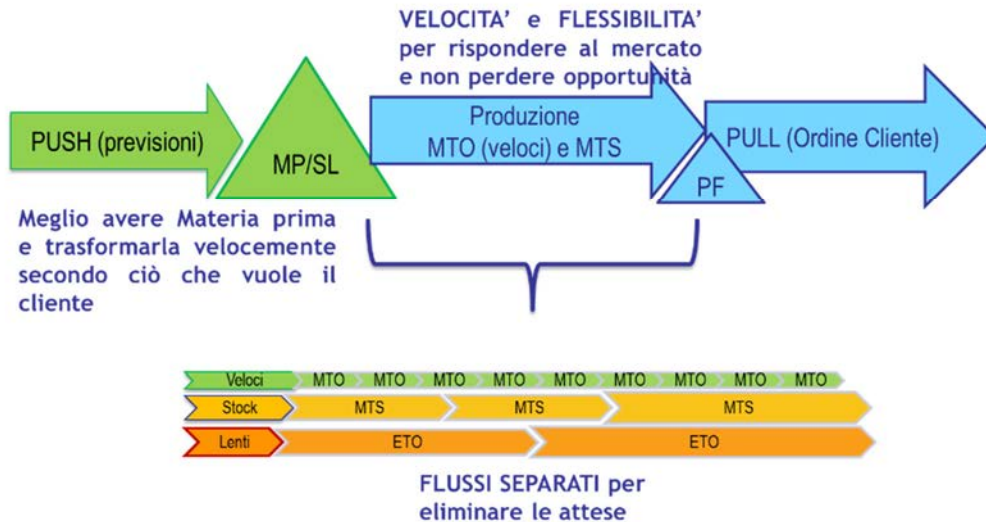 VELOCITA' e FLESSIBILITA'
per rispondere al mercato
e non perdere opportunità
PUSH (previsioni)
MP/SL
Produzione
MTO (veloci) e MTS
PF
PULL (Ordine Cliente)
Meglio avere Materia prima
e trasformarla velocemente
secondo ciò che vuole il
cliente
Veloci MTO MTO MTO MTO MTO MTO MTO MTO MTO
Stock MTS MTS MTS
Lenti ETO ETO
FLUSSI SEPARATI per
eliminare le attese